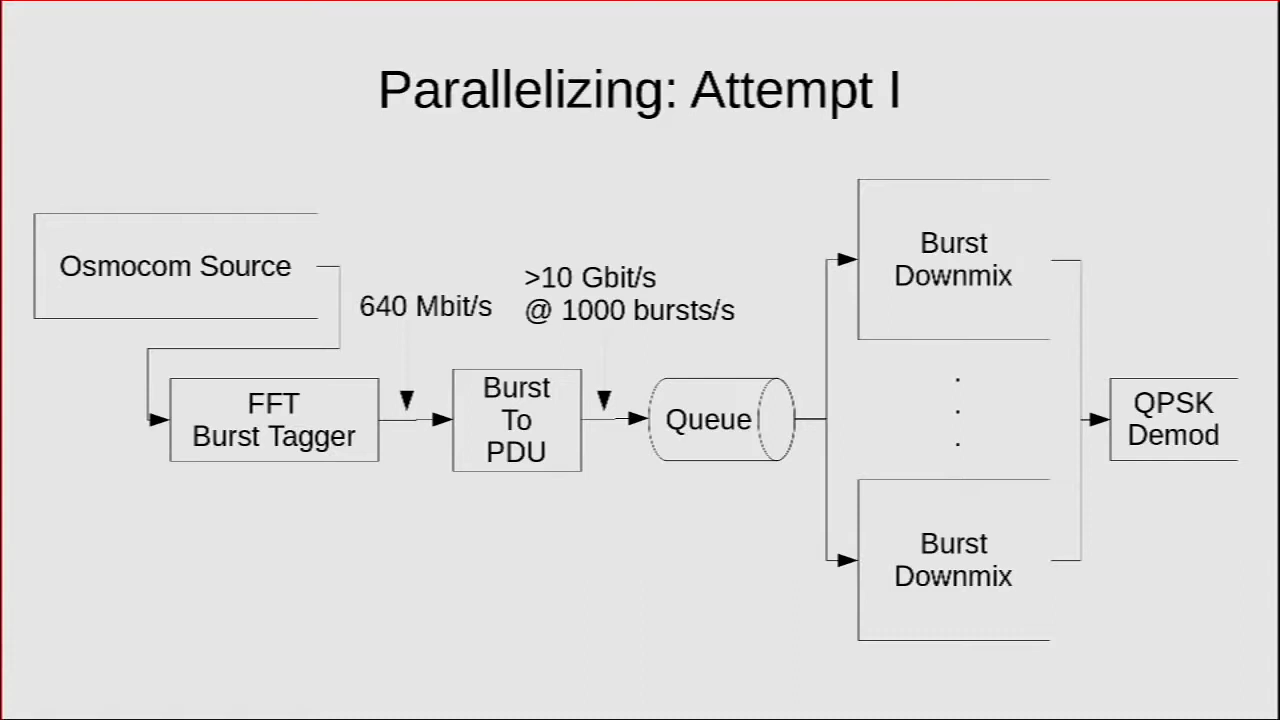 Parallelizing: Attempt I
Osmocom Source
640 Mbit/s
>10 Gbit/s
@ 1000 bursts/s
FFT
Burst Tagger
Burst
To
PDU
Queue
Burst
Downmix
.
.
.
Burst
Downmix
QPSK
Demod